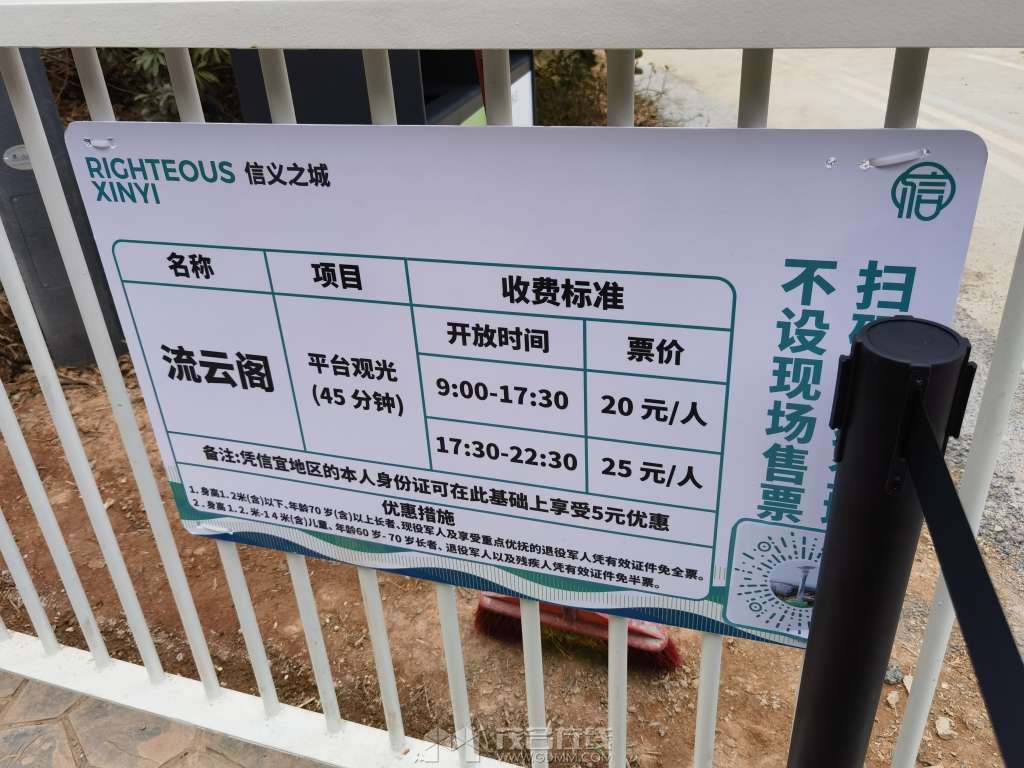 RIGHTEOUS
XINYI
信义之城
信
名称 项目 收费标准
开放时间 票价
流云阁
平台观光
(45 分钟)
9:00-17:30 20 元/人
17:30-22:30 25 元/人
备注:凭信宜地区的本人身份证可在此基础上享受5元优惠
优惠措施
1. 身高1.2米(含)以下、年龄70岁(含)以上长者、现役军人及享受重点优抚的退役军人凭有效证件免全票。
2. 身高1.2.米-1.4米(含)儿童、年龄60岁-70岁长者、退役军人以及残疾人凭有效证件免半票。
扫
不设现场售票
茂名在线
WWW.GDMM.COM